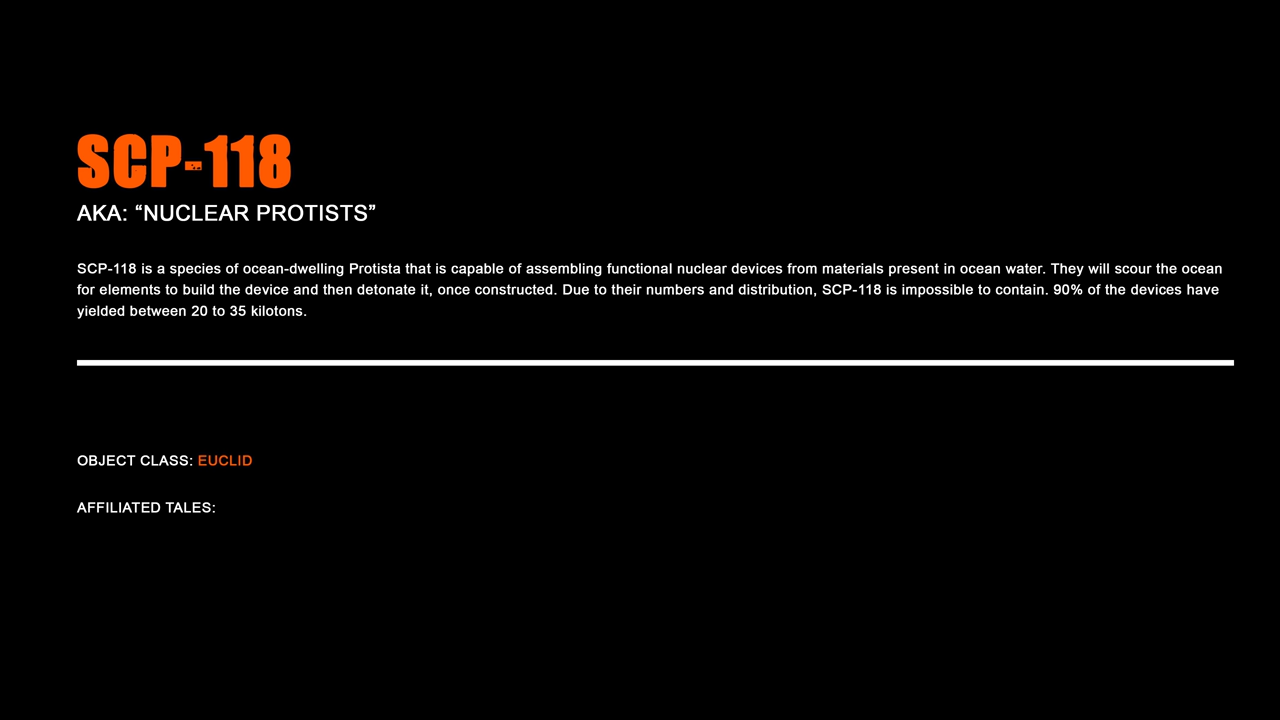 SCP-118
AKA: “NUCLEAR PROTISTS”
SCP-118 is a species of ocean-dwelling Protista that is capable of assembling functional nuclear devices from materials present in ocean water. They will scour the ocean
for elements to build the device and then detonate it, once constructed. Due to their numbers and distribution, SCP-118 is impossible to contain. 90% of the devices have
yielded between 20 to 35 kilotons.
OBJECT CLASS: EUCLID
AFFILIATED TALES: